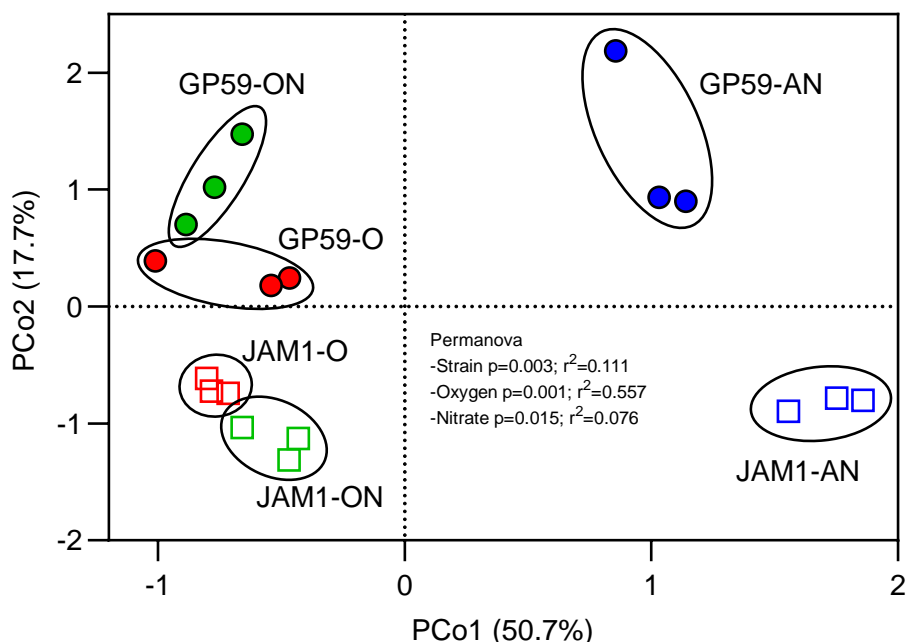 2
1
0
-1
-2
PCo2 (17.7%)
GP59-ON
GP59-AN
GP59-O
JAM1-O
JAM1-ON
JAM1-AN
Permanova
-Strain p=0.003; r²=0.111
-Oxygen p=0.001; r²=0.557
-Nitrate p=0.015; r²=0.076
-1 0 1 2
PCo1 (50.7%)